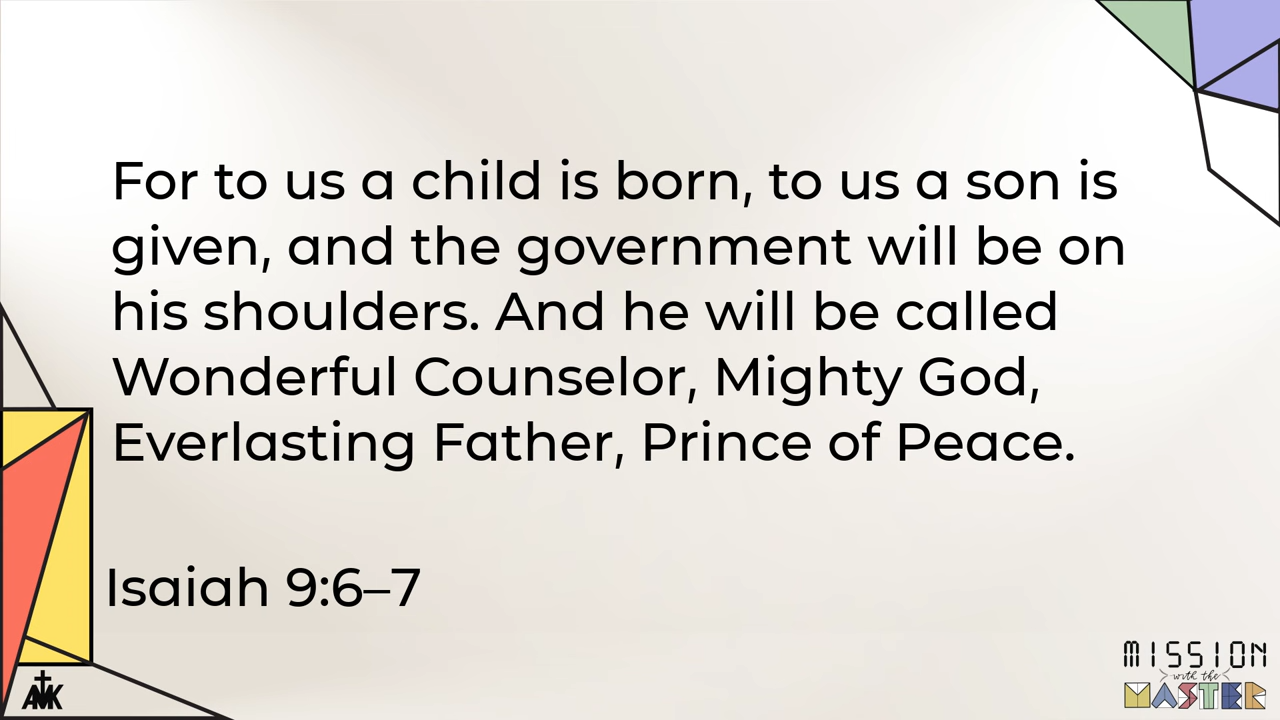 For to us a child is born, to us a son is
given, and the government will be on
his shoulders. And he will be called
Wonderful Counselor, Mighty God,
Everlasting Father, Prince of Peace.
Isaiah 9:6–7
MISSION
with the
MASTER
AMK